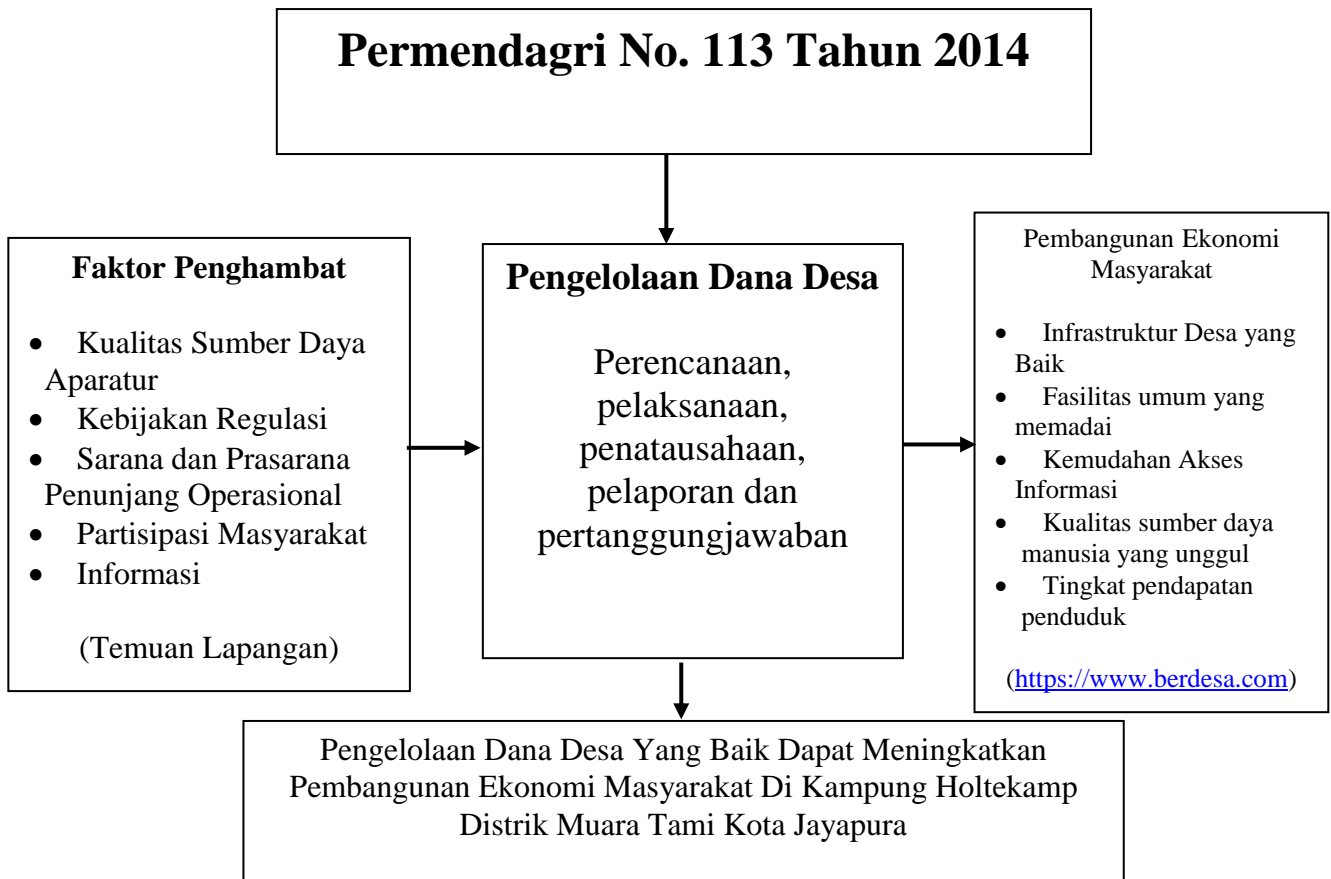 Permendagri No. 113 Tahun 2014
Faktor Penghambat
• Kualitas Sumber Daya
Aparatur
• Kebijakan Regulasi
• Sarana dan Prasarana
Penunjang Operasional
• Partisipasi Masyarakat
• Informasi
(Temuan Lapangan)
Pengelolaan Dana Desa
Perencanaan,
pelaksanaan,
penatausahaan,
pelaporan dan
pertanggungjawaban
Pembangunan Ekonomi
Masyarakat
• Infrastruktur Desa yang
Baik
• Fasilitas umum yang
memadai
• Kemudahan Akses
Informasi
• Kualitas sumber daya
manusia yang unggul
• Tingkat pendapatan
penduduk
(https://www.berdesa.com)
Pengelolaan Dana Desa Yang Baik Dapat Meningkatkan
Pembangunan Ekonomi Masyarakat Di Kampung Holtekamp
Distrik Muara Tami Kota Jayapura